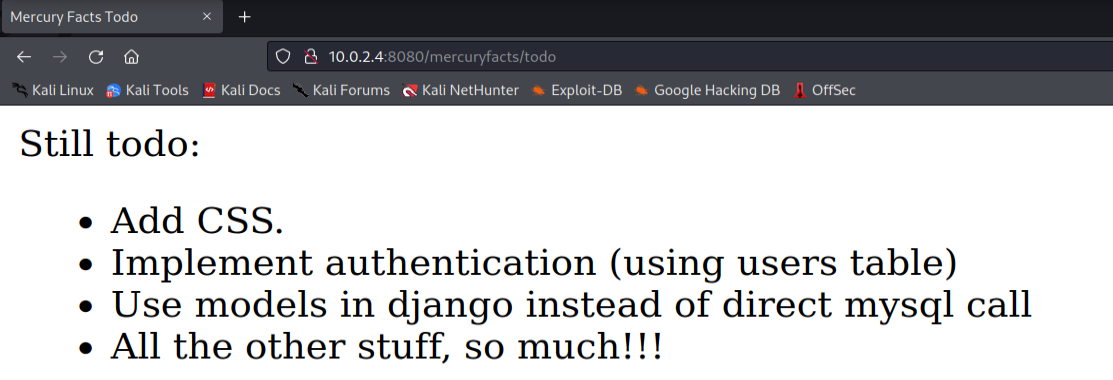 Mercury Facts Todo
10.0.2.4:8080/mercuryfacts/todo
Kali Linux Kali Tools Kali Docs Kali Forums Kali NetHunter Exploit-DB Google Hacking DB OffSec
Still todo:
• Add CSS.
• Implement authentication (using users table)
• Use models in django instead of direct mysql call
• All the other stuff, so much!!!